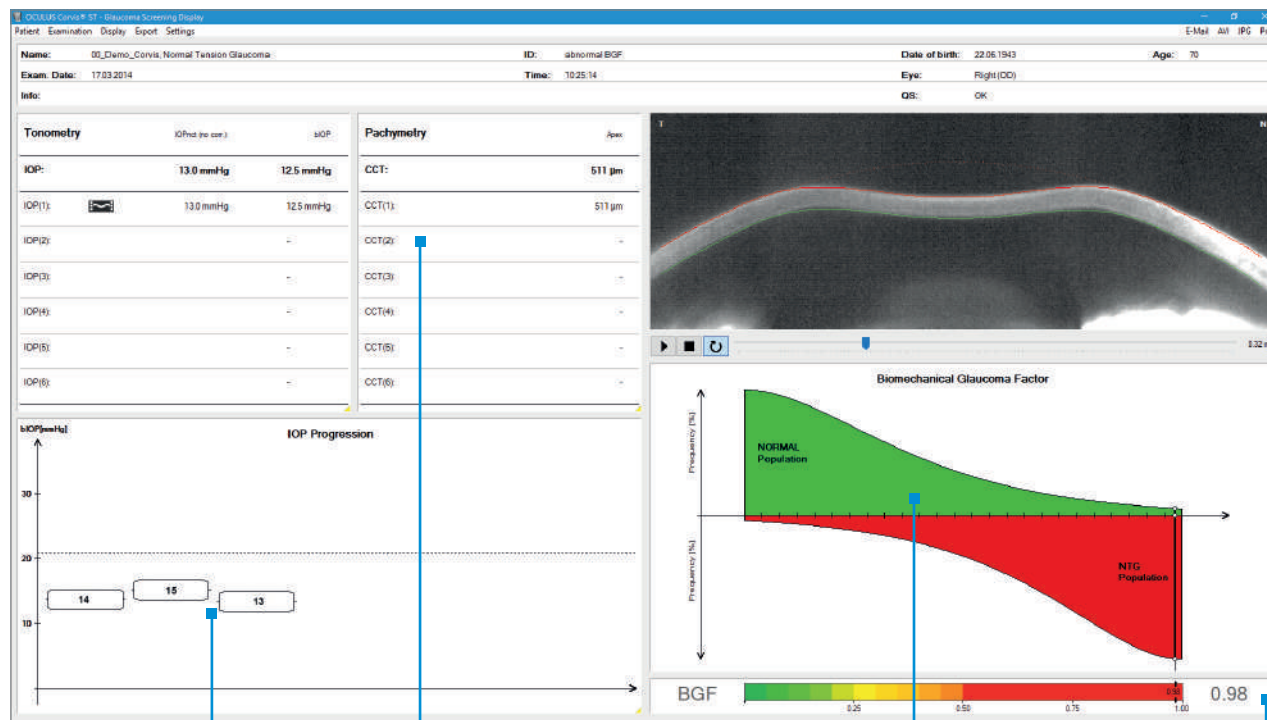 OCULUS Corvis® ST - Glaucoma Screening Display
Patient Examination Display Export Settings
E-Mail AVI JPG
Name: 00_Demo_Corvis, Normal Tension Glaucoma ID: abnormal BGF Date of birth: 22.06.1943 Age: 70
Exam. Date: 17.03.2014 Time: 10:25:14 Eye: Right (OD)
Info: QS: OK
Tonometry IOPnct (no corr.) bIOP
IOP: 13.0 mmHg 12.5 mmHg
IOP(1): 13.0 mmHg 12.5 mmHg
IOP(2): -
IOP(3): -
IOP(4): -
IOP(5): -
IOP(6): -
Pachymetry Apex
CCT: 511 µm
CCT(1): 511 µm
CCT(2): -
CCT(3): -
CCT(4): -
CCT(5): -
CCT(6): -
T N
Biomechanical Glaucoma Factor
Frequency [%]
NORMAL
Population
Frequency [%]
NTG
Population
bIOP[mmHg]
IOP Progression
30
20
14 15 13
10
BGF 0.98 0.98
0.25 0.50 0.75 1.00